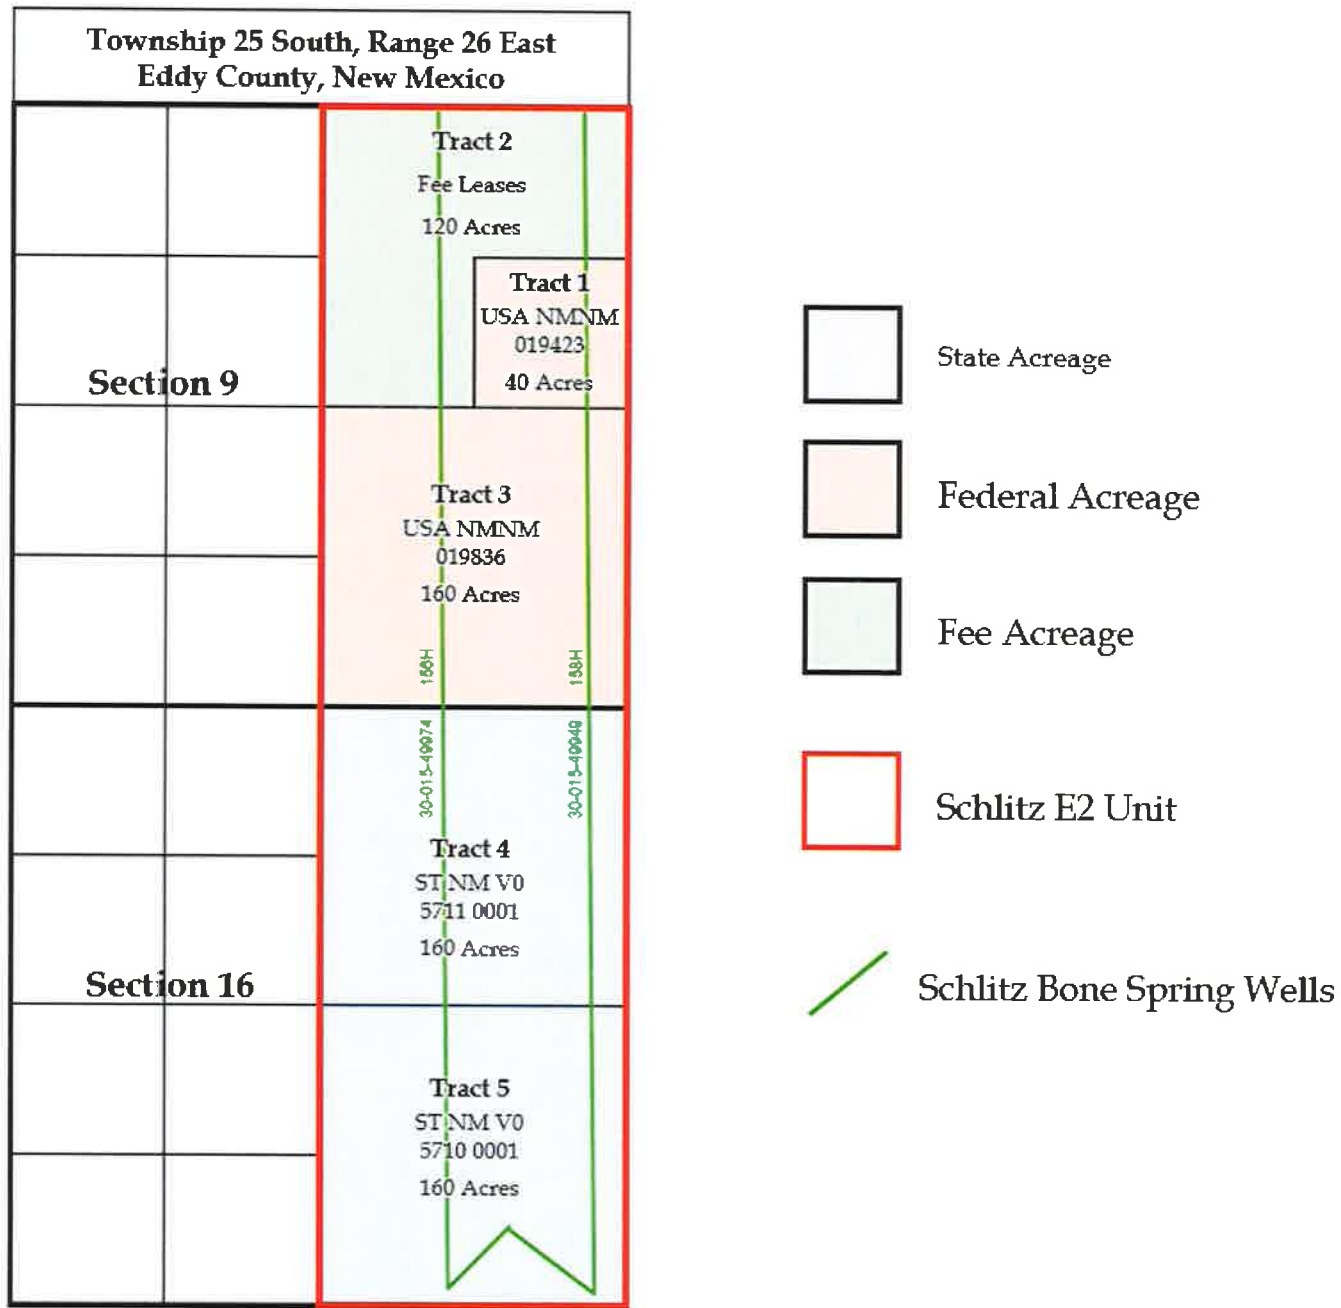 Township 25 South, Range 26 East
Eddy County, New Mexico
Tract 2
Fee Leases
120 Acres
Tract 1
USA NMNM
019423
40 Acres
Section 9
Tract 3
USA NMNM
019836
160 Acres
158H
30-015-49974
30-015-49949
Tract 4
ST NM V0
5711 0001
160 Acres
Section 16
Tract 5
ST NM V0
5710 0001
160 Acres
State Acreage
Federal Acreage
Fee Acreage
Schlitz E2 Unit
Schlitz Bone Spring Wells